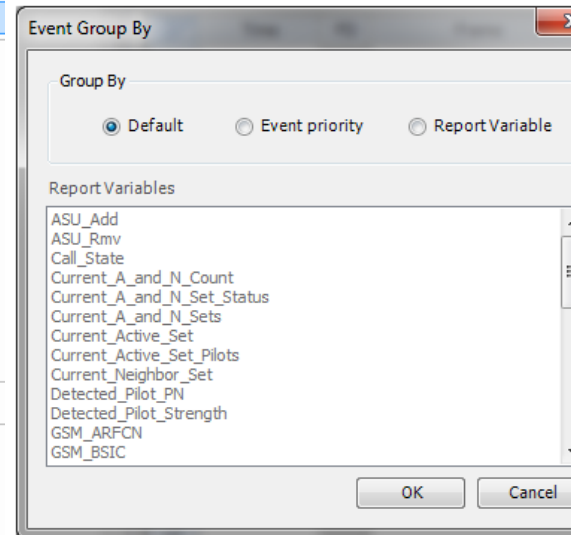 Event Group By
Group By
Default Event priority Report Variable
Report Variables
ASU_Add
ASU_Rmv
Call_State
Current_A_and_N_Count
Current_A_and_N_Set_Status
Current_A_and_N_Sets
Current_Active_Set
Current_Active_Set_Pilots
Current_Neighbor_Set
Detected_Pilot_PN
Detected_Pilot_Strength
GSM_ARFCN
GSM_BSIC
OK Cancel